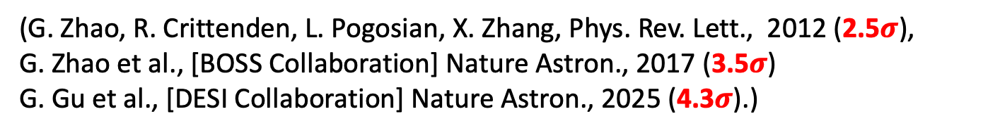 (G. Zhao, R. Crittenden, L. Pogosian, X. Zhang, Phys. Rev. Lett., 2012 (2.5σ),
G. Zhao et al., [BOSS Collaboration] Nature Astron., 2017 (3.5σ)
G. Gu et al., [DESI Collaboration] Nature Astron., 2025 (4.3σ).)